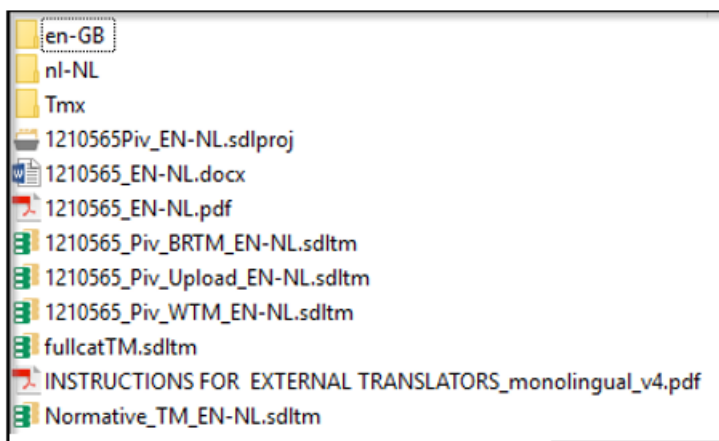 en-GB
nl-NL
Tmx
1210565Piv_EN-NL.sdlproj
1210565_EN-NL.docx
1210565_EN-NL.pdf
1210565_Piv_BRTM_EN-NL.sdltm
1210565_Piv_Upload_EN-NL.sdltm
1210565_Piv_WTM_EN-NL.sdltm
fullcatTM.sdltm
INSTRUCTIONS FOR  EXTERNAL TRANSLATORS_monolingual_v4.pdf
Normative_TM_EN-NL.sdltm